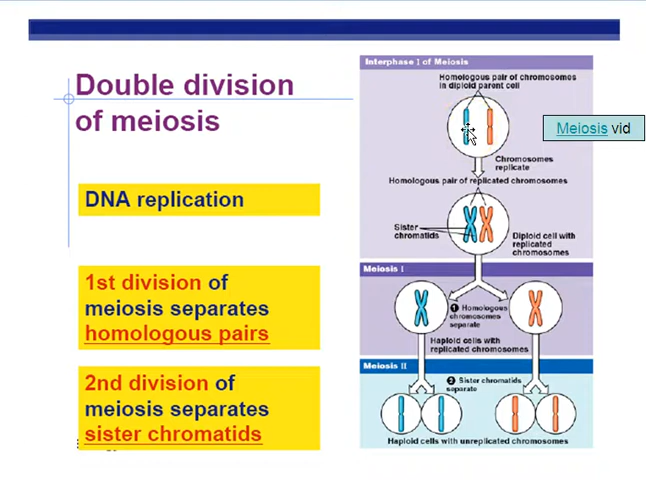 Double division
of meiosis
DNA replication
1st division of
meiosis separates
homologous pairs
2nd division of
meiosis separates
sister chromatids
Interphase I of Meiosis
Homologous pair of chromosomes
in diploid parent cell
Chromosomes
replicate
Homologous pair of replicated chromosomes
Sister
chromatids
Diploid cell with
replicated
chromosomes
Meiosis I
1 Homologous
chromosomes
separate
Haploid cells with
replicated chromosomes
Meiosis II
2 Sister chromatids
separate
Haploid cells with unreplicated chromosomes
Meiosis vid